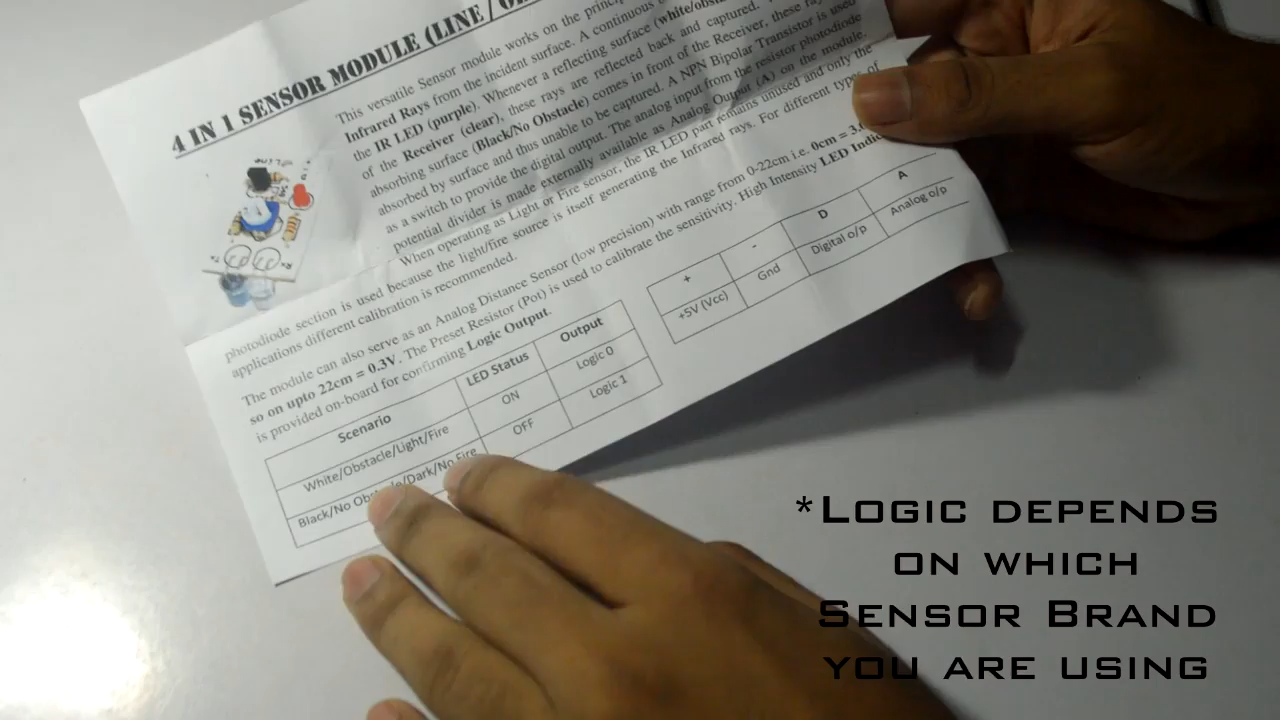 4 IN 1 SENSOR MODULE (LINE /
This versatile Sensor module works on the
Infrared Rays from the incident surface. A continuous
the IR LED (purple). Whenever a reflecting surface
of the Receiver (clear), these rays are reflected back and captured.
absorbing surface (Black/No Obstacle) comes in front of the Receiver, these
absorbed by surface and thus unable to be captured. A NPN Bipolar Transistor is used
as a switch to provide the digital output. The analog input from the resistor photodiode
potential divider is made externally available as Analog Output (A) on the module.
When operating as Light or Fire sensor, the IR LED part remains unused and only the
photodiode section is used because the light/fire source is itself generating the Infrared rays. For different types of
applications different calibration is recommended.
The module can also serve as an Analog Distance Sensor (low precision) with range from 0-22cm i.e. 0cm =
so on upto 22cm = 0.3V. The Preset Resistor (Pot) is used to calibrate the sensitivity. High Intensity LED
is provided on-board for confirming Logic Output.
+ - D A
+5V (Vcc) Gnd Digital o/p Analog o/p
Scenario LED Status Output
White/Obstacle/Light/Fire ON Logic 0
Black/No Obstacle/Dark/No Fire OFF Logic 1
*LOGIC DEPENDS
ON WHICH
SENSOR BRAND
YOU ARE USING